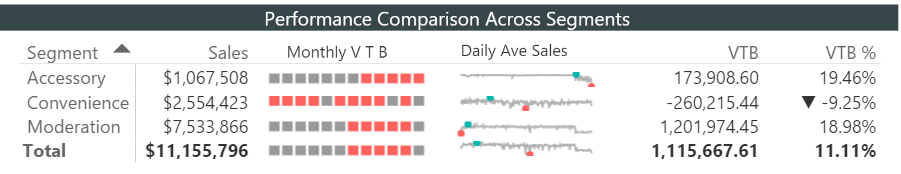 Performance Comparison Across Segments
Segment Sales Monthly V T B Daily Ave Sales VTB VTB %
Accessory $1,067,508 173,908.60 19.46%
Convenience $2,554,423 -260,215.44 ▼ -9.25%
Moderation $7,533,866 1,201,974.45 18.98%
Total $11,155,796 1,115,667.61 11.11%